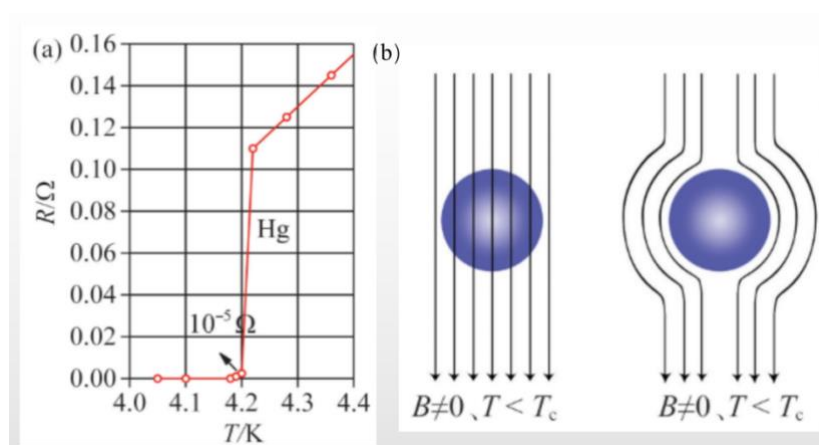 (a)
0.16
0.14
0.12
0.10
0.08
0.06
0.04
0.02
0.00
R/Ω
Hg
10⁻⁵ Ω
4.0 4.1 4.2 4.3 4.4
T/K
(b)
B≠0、T < Tc
B≠0、T < Tc